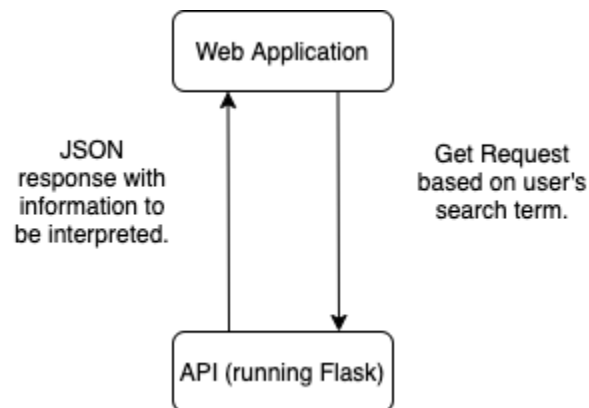 Web Application
JSON
response with
information to
be interpreted.
Get Request
based on user's
search term.
API (running Flask)